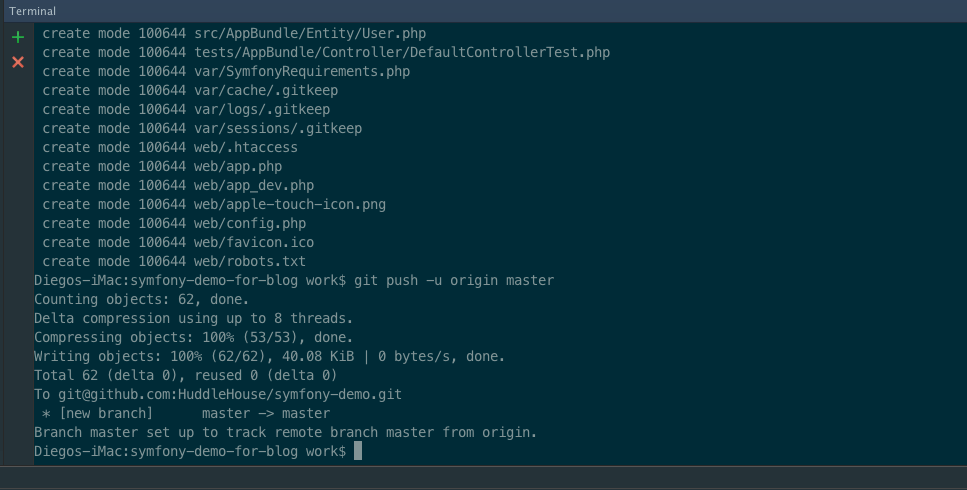 Terminal
create mode 100644 src/AppBundle/Entity/User.php
create mode 100644 tests/AppBundle/Controller/DefaultControllerTest.php
create mode 100644 var/SymfonyRequirements.php
create mode 100644 var/cache/.gitkeep
create mode 100644 var/logs/.gitkeep
create mode 100644 var/sessions/.gitkeep
create mode 100644 web/.htaccess
create mode 100644 web/app.php
create mode 100644 web/app_dev.php
create mode 100644 web/apple-touch-icon.png
create mode 100644 web/config.php
create mode 100644 web/favicon.ico
create mode 100644 web/robots.txt
Diegos-iMac:symfony-demo-for-blog work$ git push -u origin master
Counting objects: 62, done.
Delta compression using up to 8 threads.
Compressing objects: 100% (53/53), done.
Writing objects: 100% (62/62), 40.08 KiB | 0 bytes/s, done.
Total 62 (delta 0), reused 0 (delta 0)
To git@github.com:HuddleHouse/symfony-demo.git
* [new branch]      master -> master
Branch master set up to track remote branch master from origin.
Diegos-iMac:symfony-demo-for-blog work$